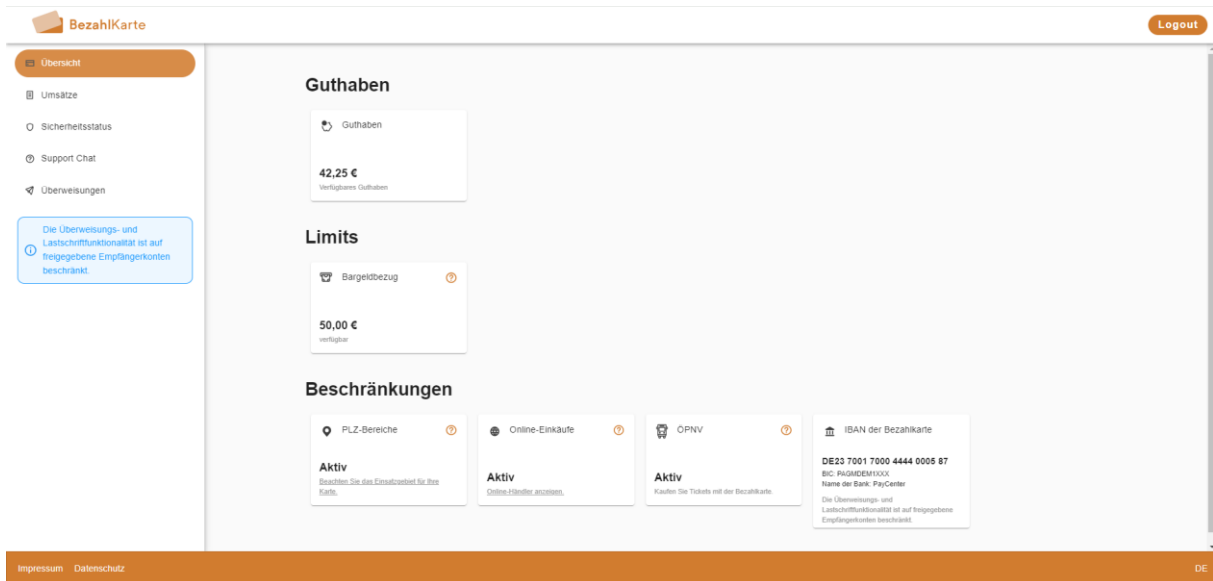 BezahlKarte
Logout
Übersicht
Umsätze
Sicherheitsstatus
Support Chat
Überweisungen
Die Überweisungs- und
Lastschriftfunktionalität ist auf
freigegebene Empfängerkonten
beschränkt.
Guthaben
Guthaben
42,25 €
Verfügbares Guthaben
Limits
Bargeldbezug
50,00 €
verfügbar
Beschränkungen
PLZ-Bereiche
Aktiv
Beachten Sie das Einsatzgebiet für Ihre
Karte.
Online-Einkäufe
Aktiv
Online-Händler anzeigen.
ÖPNV
Aktiv
Kaufen Sie Tickets mit der Bezahlkarte.
IBAN der Bezahlkarte
DE23 7001 7000 4444 0005 87
BIC: PAGMDEM1XXX
Name der Bank: PayCenter
Die Überweisungs- und
Lastschriftfunktionalität ist auf freigegebene
Empfängerkonten beschränkt.
Impressum Datenschutz
DE